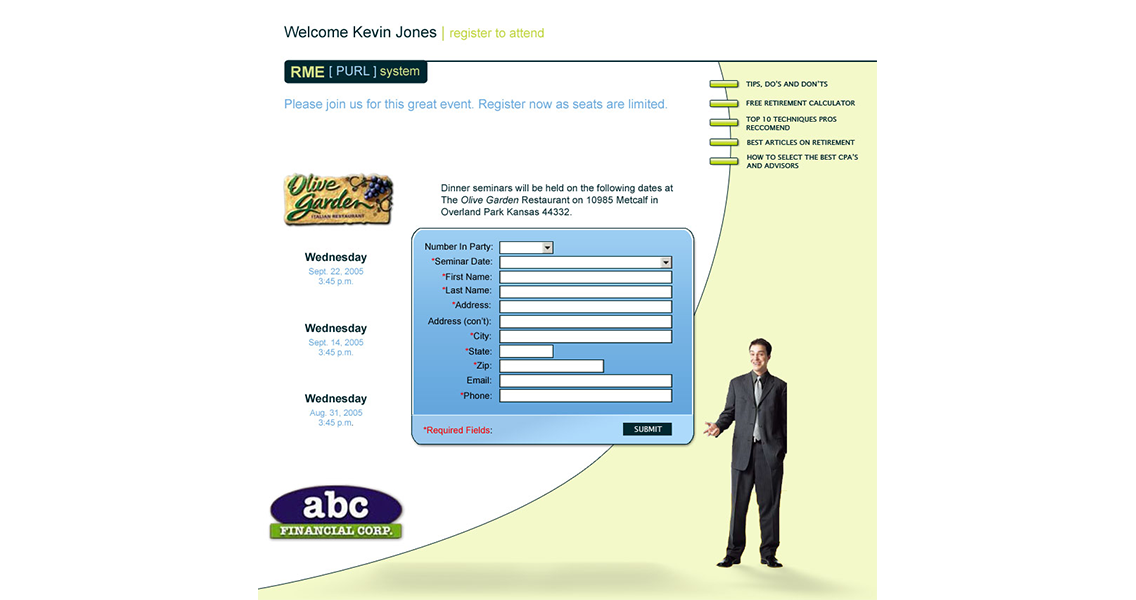 Welcome Kevin Jones | register to attend
RME [ PURL ] system
Please join us for this great event. Register now as seats are limited.
TIPS, DO'S AND DON'TS
FREE RETIREMENT CALCULATOR
TOP 10 TECHNIQUES PROS
RECCOMEND
BEST ARTICLES ON RETIREMENT
HOW TO SELECT THE BEST CPA'S
AND ADVISORS
Olive
Garden
ITALIAN RESTAURANT
Dinner seminars will be held on the following dates at
The Olive Garden Restaurant on 10985 Metcalf in
Overland Park Kansas 44332.
Wednesday
Sept. 22, 2005
3:45 p.m.
Wednesday
Sept. 14, 2005
3:45 p.m.
Wednesday
Aug. 31, 2005
3:45 p.m.
Number In Party:
*Seminar Date:
*First Name:
*Last Name:
*Address:
Address (con't):
*City:
*State:
*Zip:
Email:
*Phone:
*Required Fields:
SUBMIT
abc
FINANCIAL CORP.